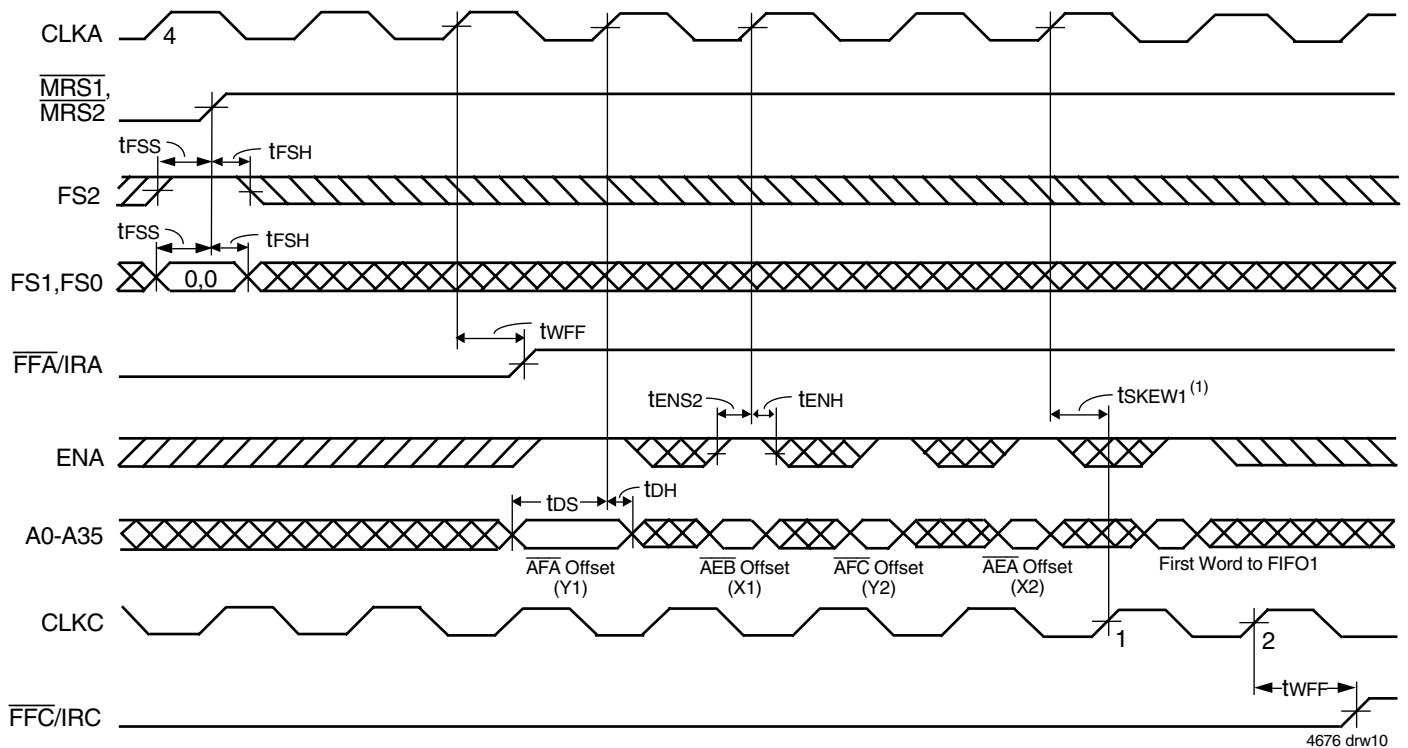 CLKA
4
MRS1,
MRS2
tFSS
tFSH
FS2
tFSS
tFSH
FS1,FS0
0,0
tWFF
FFA/IRA
tENS2
tENH
tSKEW1 (1)
ENA
tDS
tDH
A0-A35
AFA Offset
(Y1)
AEB Offset
(X1)
AFC Offset
(Y2)
AEA Offset
(X2)
First Word to FIFO1
CLKC
1
2
tWFF
FFC/IRC
4676 drw10